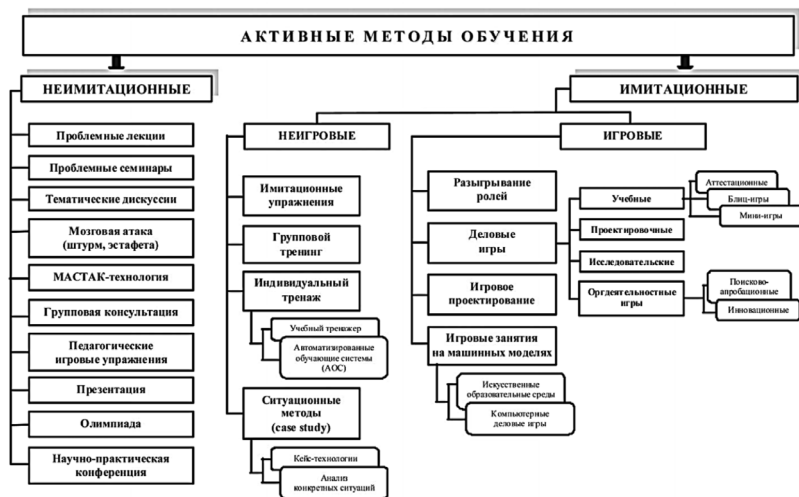 АКТИВНЫЕ МЕТОДЫ ОБУЧЕНИЯ
НЕИМИТАЦИОННЫЕ
ИМИТАЦИОННЫЕ
Проблемные лекции
Проблемные семинары
Тематические дискуссии
Мозговая атака
(штурм, эстафета)
МАСТАК-технология
Групповая консультация
Педагогические
игровые упражнения
Презентация
Олимпиада
Научно-практическая
конференция
НЕИГРОВЫЕ
Имитационные
упражнения
Групповой
тренинг
Индивидуальный
тренаж
Учебный тренажер
Автоматизированные
обучающие системы
(АОС)
Ситуационные
методы
(case study)
Кейс-технологии
Анализ
конкретных ситуаций
ИГРОВЫЕ
Разыгрывание
ролей
Деловые
игры
Игровое
проектирование
Игровые занятия
на машинных моделях
Искусственные
образовательные среды
Компьютерные
деловые игры
Учебные
Проектировочные
Исследовательские
Оргдеятельностные
игры
Аттестационные
Блиц-игры
Мини-игры
Поисково-
апробационные
Инновационные